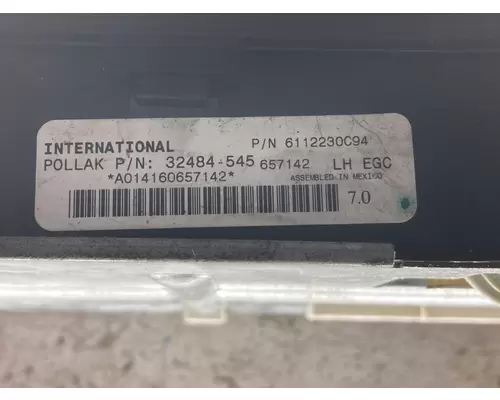 INTERNATIONAL P/N 6112230C94
POLLAK P/N: 32484-545 657142 LH EGC
*A014160657142* ASSEMBLED IN MEXICO
7.0